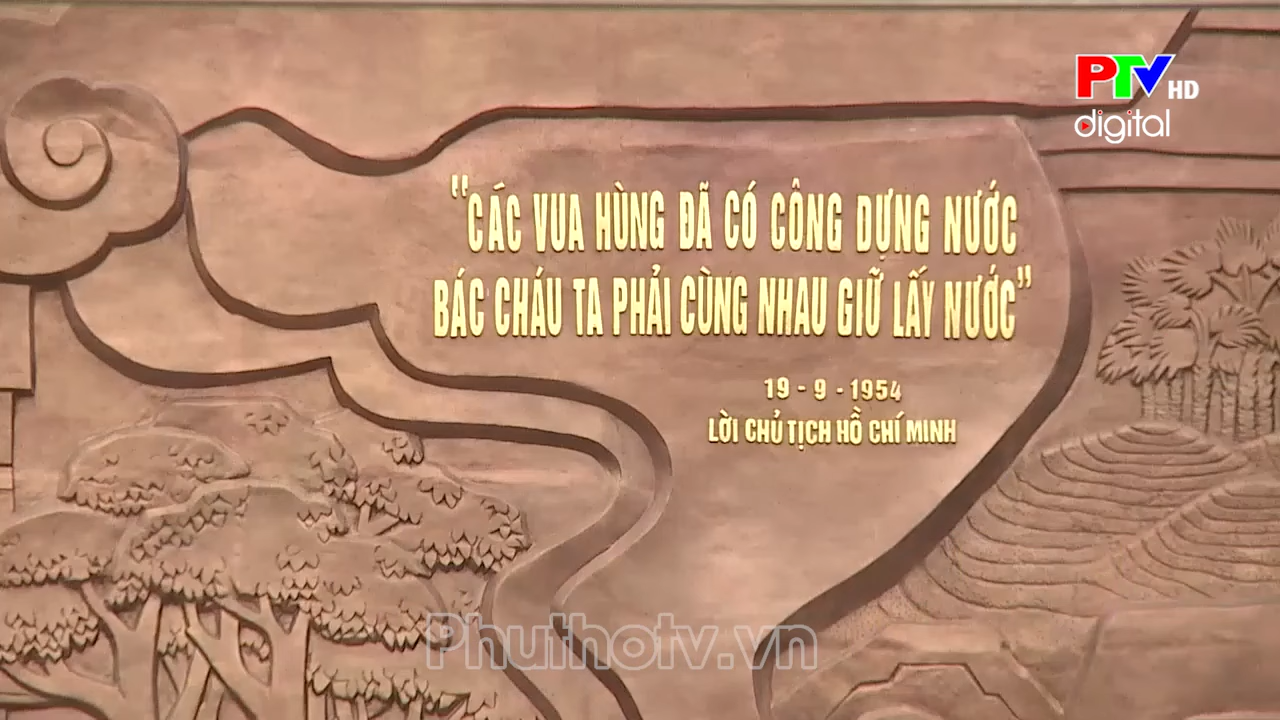 PTV HD
digital
"CÁC VUA HÙNG ĐÃ CÓ CÔNG DỰNG NƯỚC
BÁC CHÁU TA PHẢI CÙNG NHAU GIỮ LẤY NƯỚC"
19 - 9 - 1954
LỜI CHỦ TỊCH HỒ CHÍ MINH
Phuthotv.vn